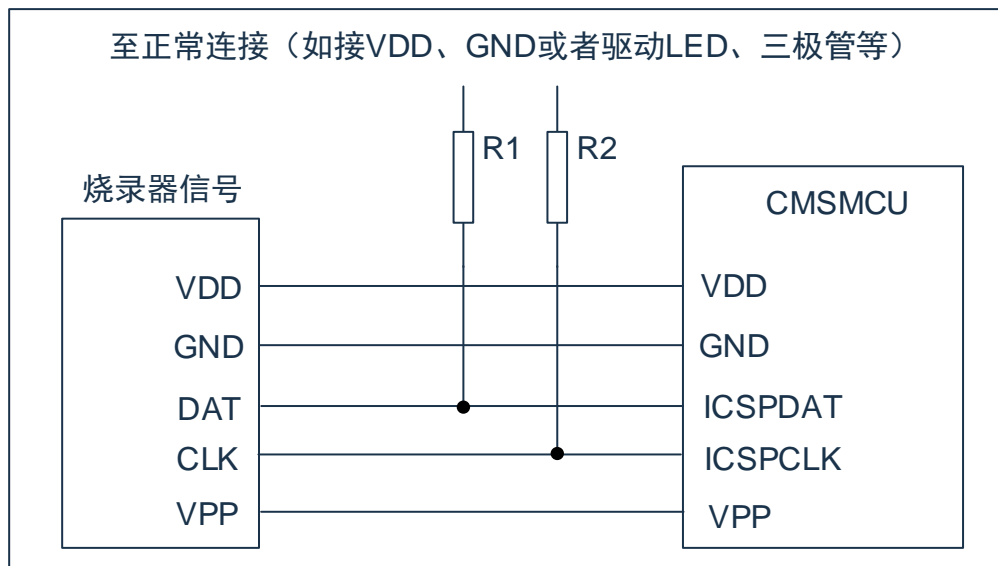 至正常连接（如接VDD、GND或者驱动LED、三极管等）
R1
R2
烧录器信号
CMSMCU
VDD
VDD
GND
GND
DAT
ICSPDAT
CLK
ICSPCLK
VPP
VPP